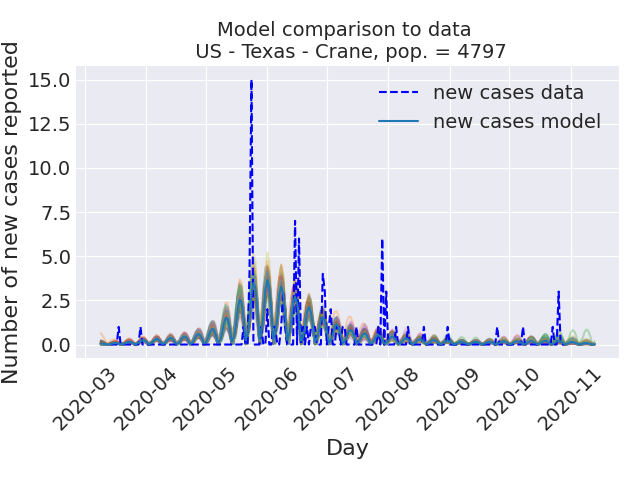 Model comparison to data
US - Texas - Crane, pop. = 4797
Number of new cases reported
15.0
12.5
10.0
7.5
5.0
2.5
0.0
new cases data
new cases model
2020-03
2020-04
2020-05
2020-06
2020-07
2020-08
2020-09
2020-10
2020-11
Day